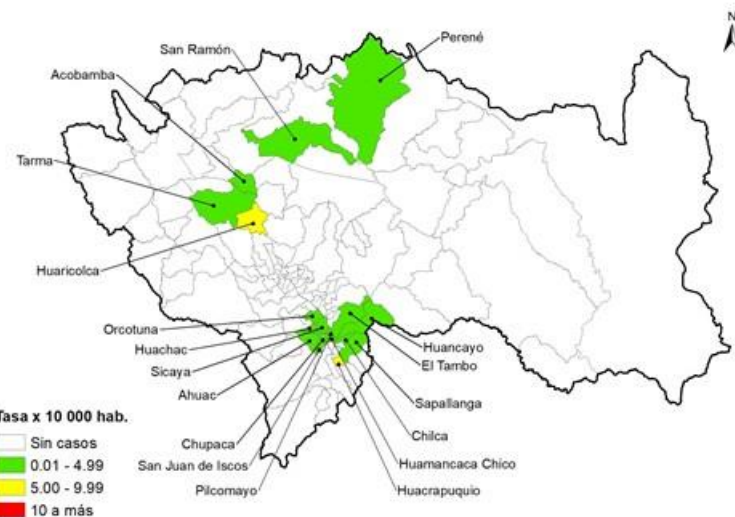 N
San Ramón
Perené
Acobamba
Tarma
Huaricolca
Orcotuna
Huachac
Sicaya
Ahuac
Chupaca
San Juan de Iscos
Pilcomayo
Huancayo
El Tambo
Sapallanga
Chilca
Huamancaca Chico
Huacrapuquio
Tasa x 10 000 hab.
Sin casos
0.01 - 4.99
5.00 - 9.99
10 a más